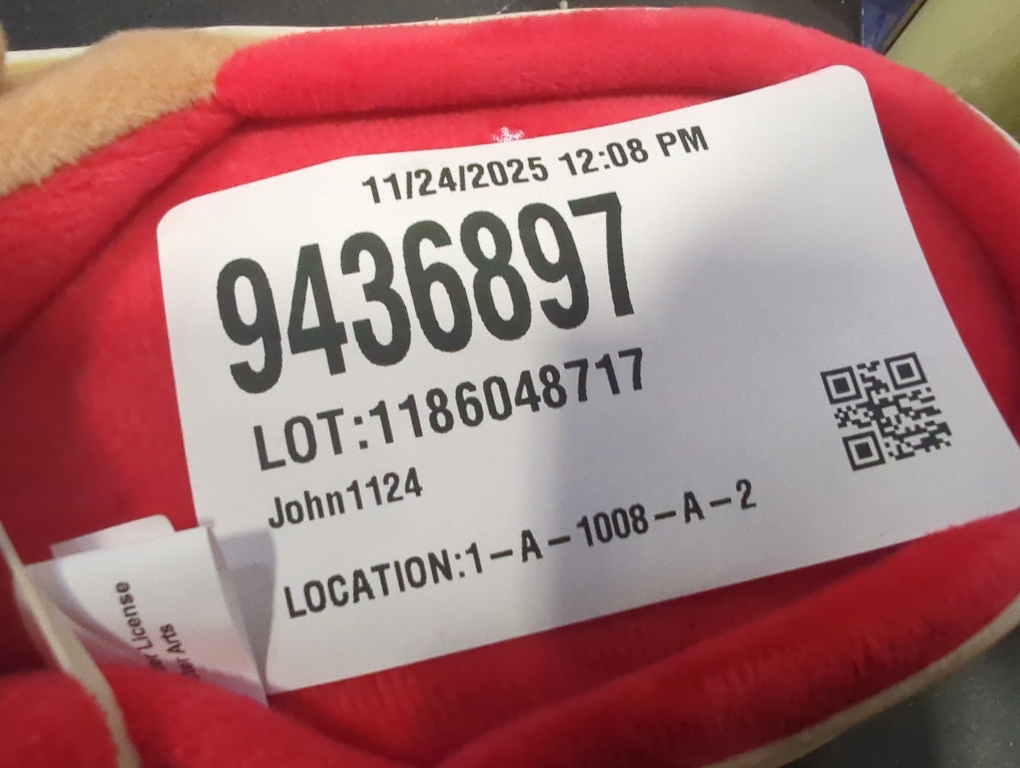 11/24/2025 12:08 PM
9436897
LOT:1186048717
John1124
LOCATION:1-A-1008-A-2
License
Arts